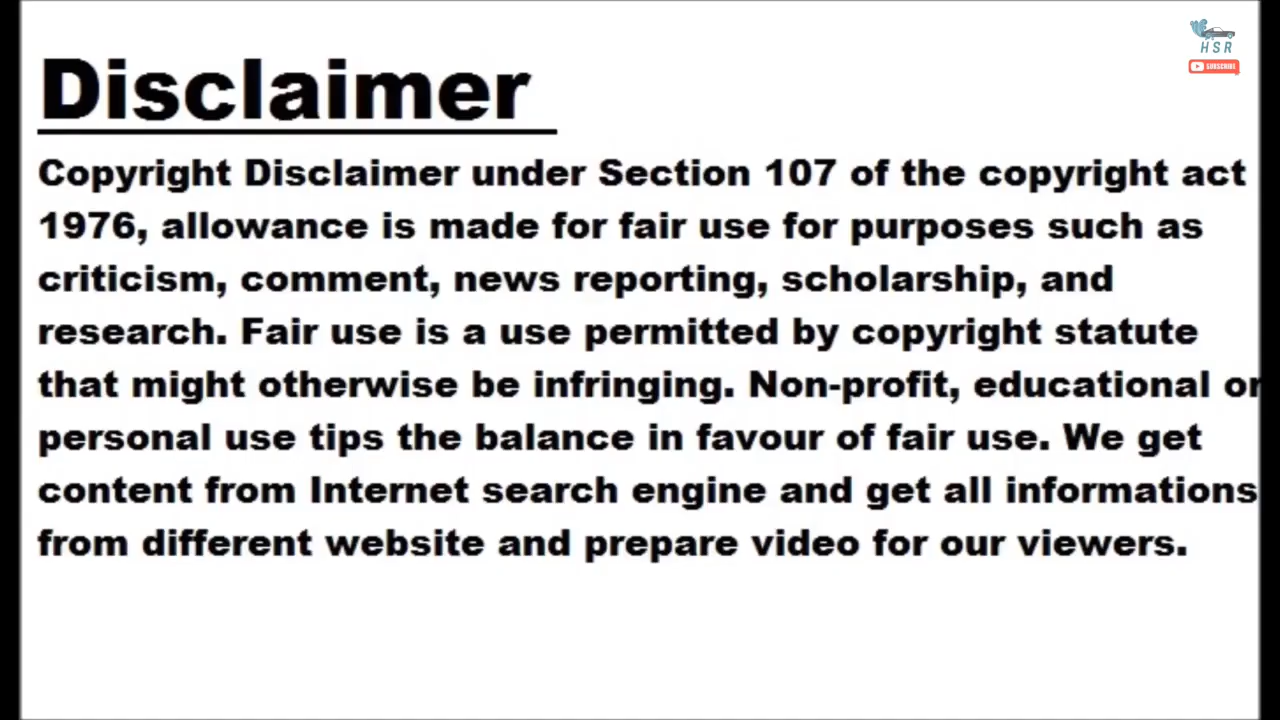 Disclaimer
HSR
SUBSCRIBE
Copyright Disclaimer under Section 107 of the copyright act
1976, allowance is made for fair use for purposes such as
criticism, comment, news reporting, scholarship, and
research. Fair use is a use permitted by copyright statute
that might otherwise be infringing. Non-profit, educational or
personal use tips the balance in favour of fair use. We get
content from Internet search engine and get all informations
from different website and prepare video for our viewers.